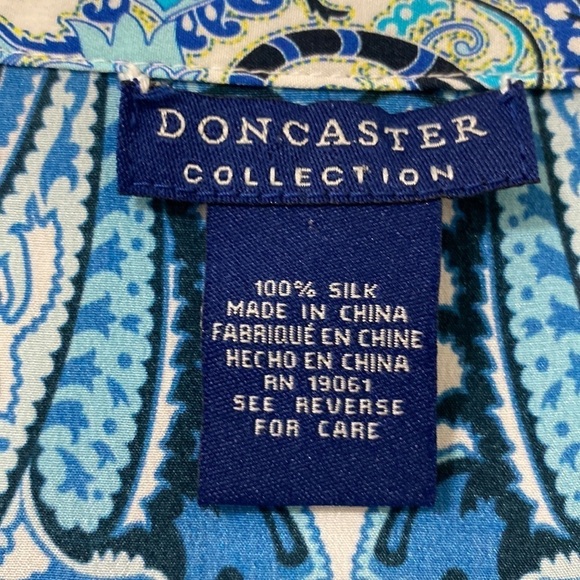 DONCASTER
COLLECTION
100% SILK
MADE IN CHINA
FABRIQUÉ EN CHINE
HECHO EN CHINA
RN 19061
SEE REVERSE
FOR CARE